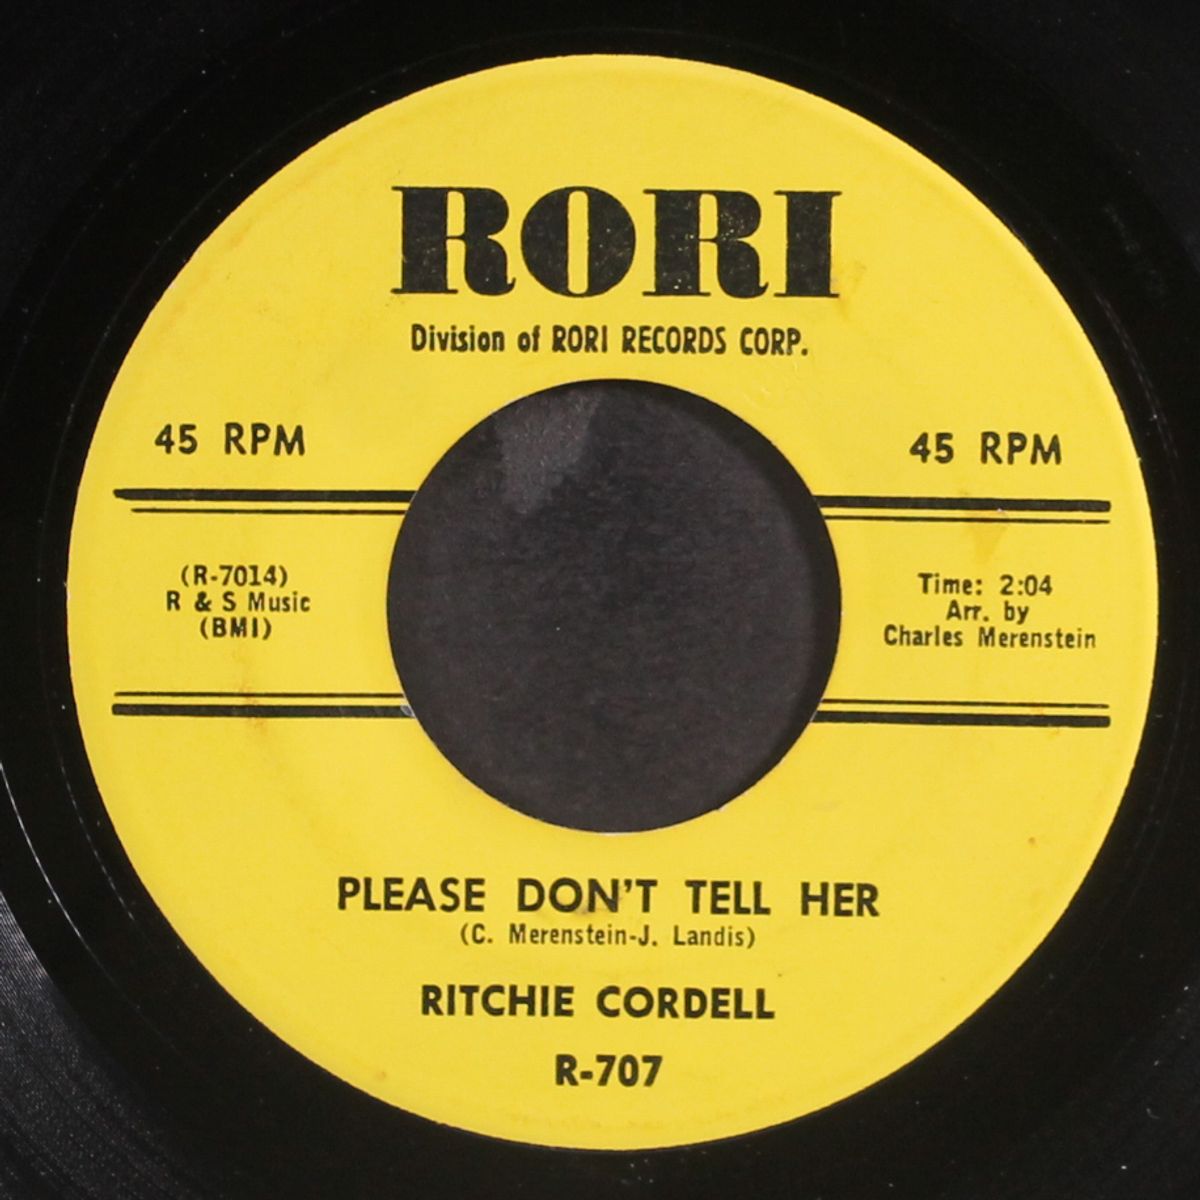 RORI
Division of RORI RECORDS CORP.
45 RPM
45 RPM
(R-7014)
R & S Music
(BMI)
Time: 2:04
Arr. by
Charles Merenstein
PLEASE DON'T TELL HER
(C. Merenstein-J. Landis)
RITCHIE CORDELL
R-707